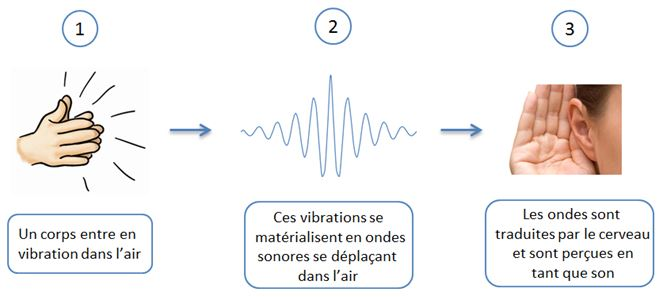 1
2
3
Un corps entre en
vibration dans l'air
Ces vibrations se
matérialisent en ondes
sonores se déplaçant
dans l'air
Les ondes sont
traduites par le cerveau
et sont perçues en
tant que son